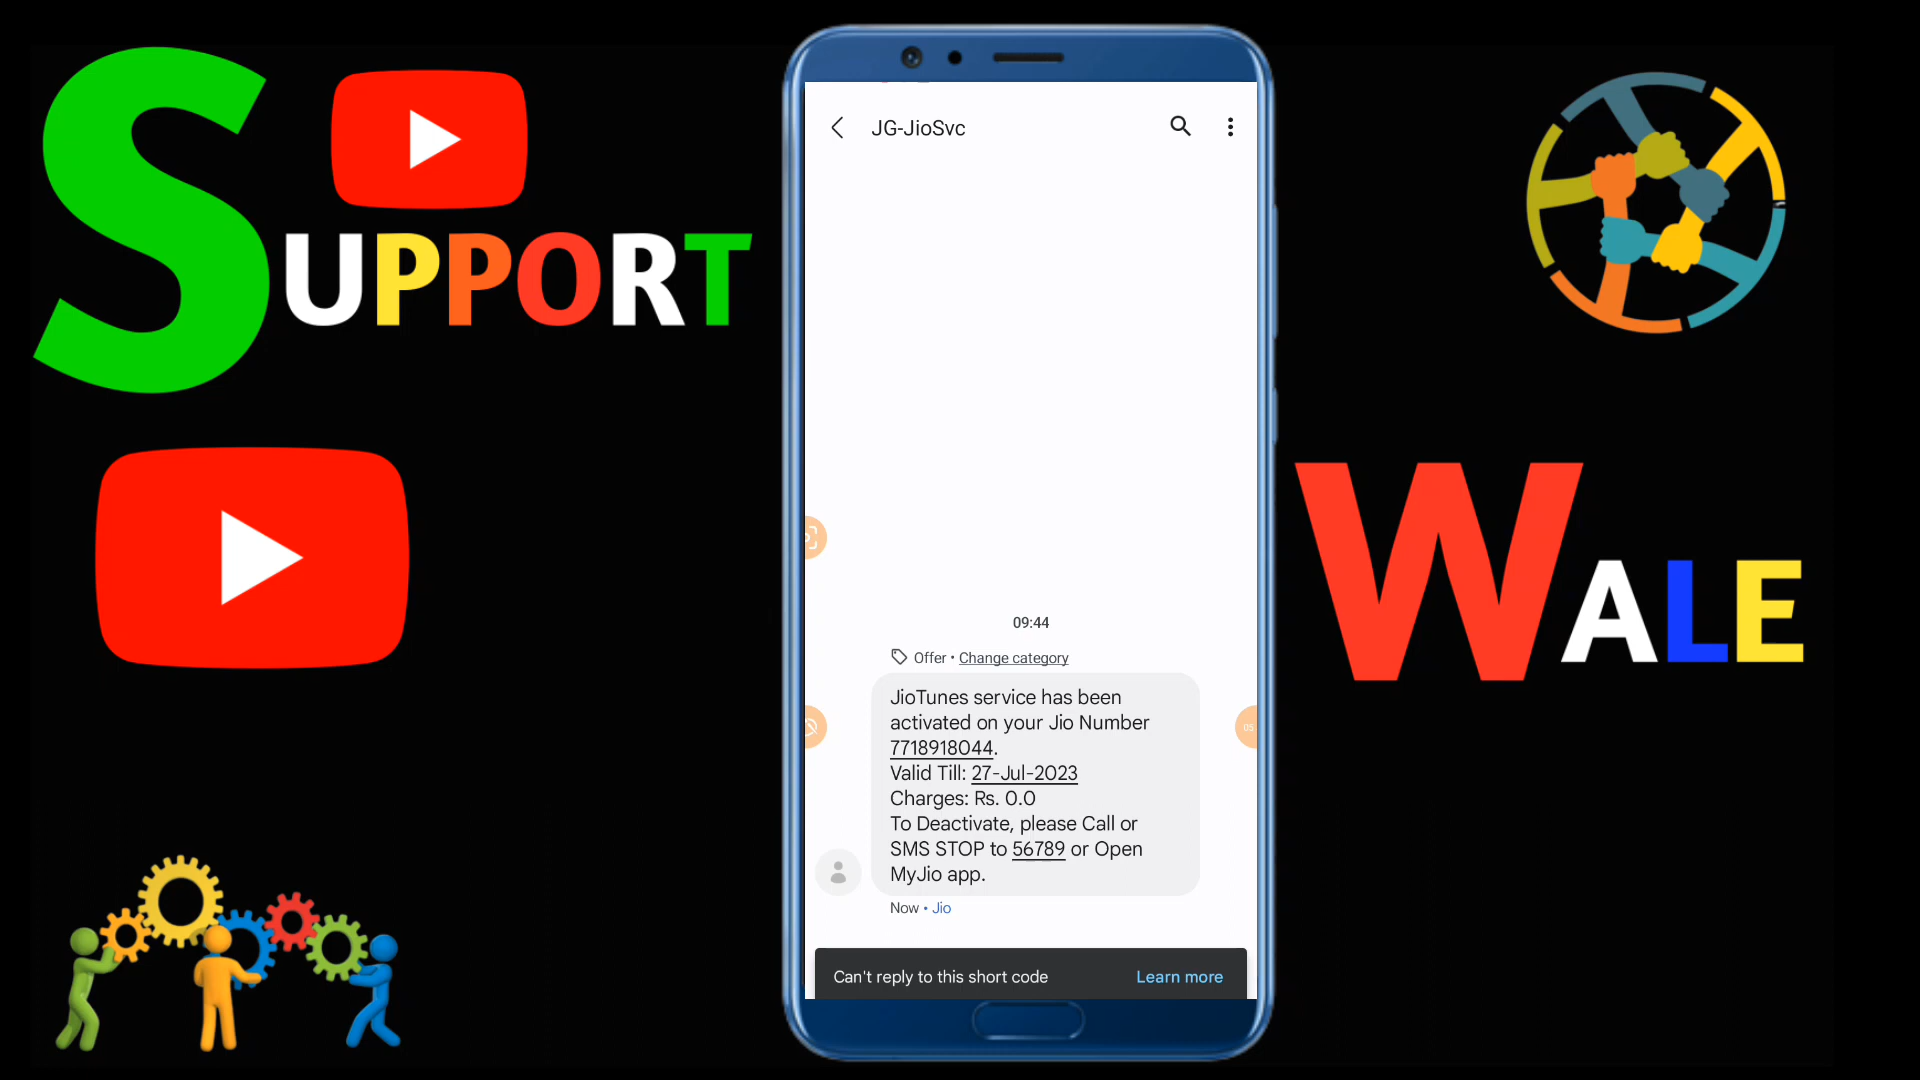 SUPPORT
WALE
JG-JioSvc
09:44
Offer • Change category
JioTunes service has been
activated on your Jio Number
7718918044.
Valid Till: 27-Jul-2023
Charges: Rs. 0.0
To Deactivate, please Call or
SMS STOP to 56789 or Open
MyJio app.
Now • Jio
Can't reply to this short code
Learn more
05